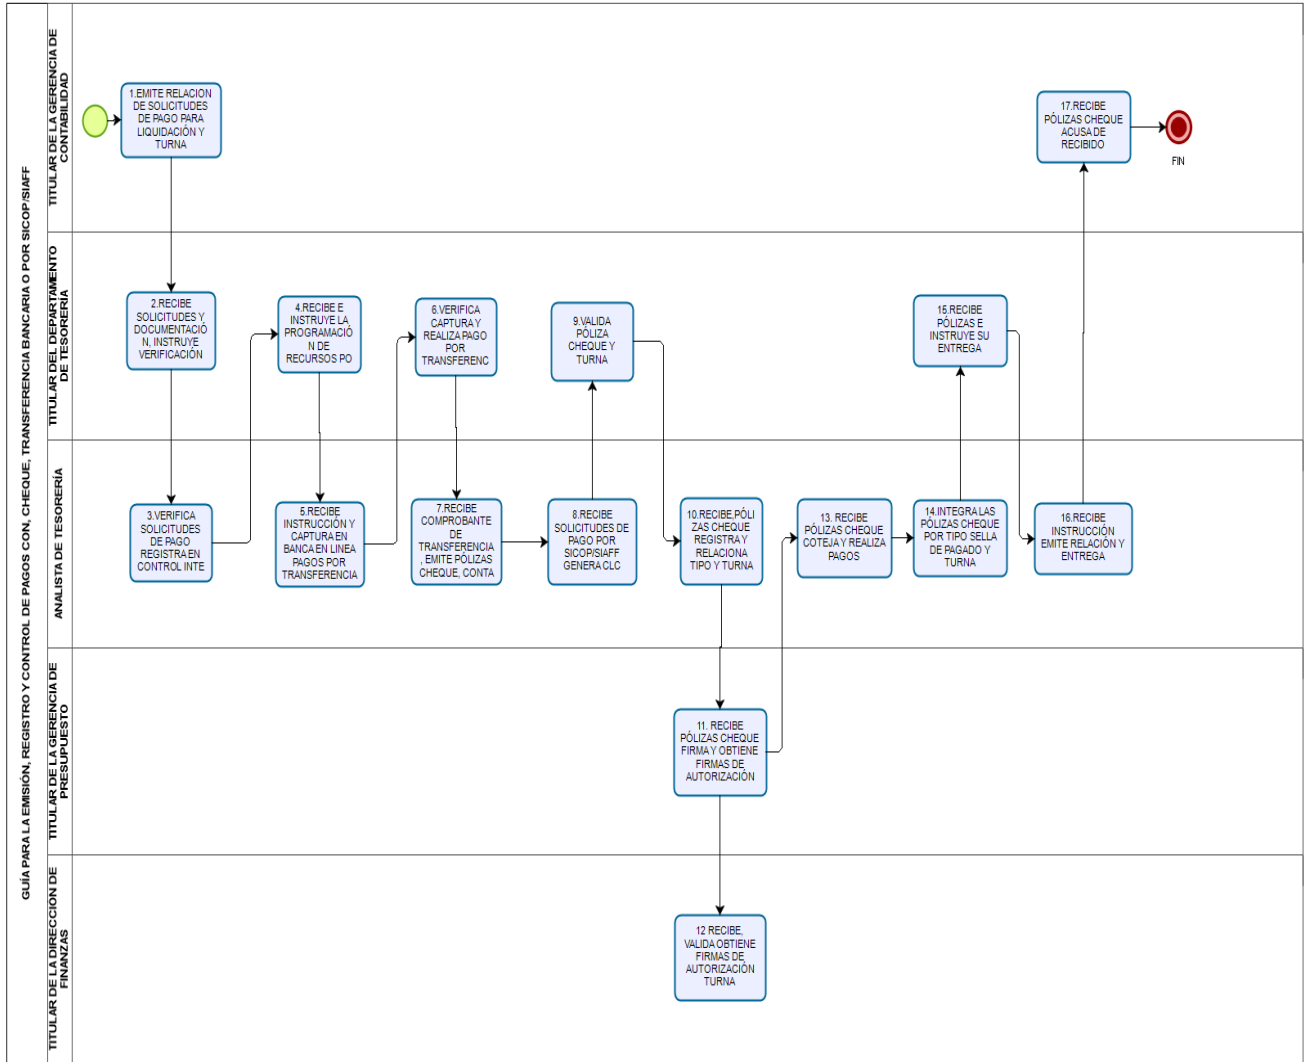 GUÍA PARA LA EMISIÓN, REGISTRO Y CONTROL DE PAGOS CON, CHEQUE, TRANSFERENCIA BANCARIA O POR SICOP/SIAFF
TITULAR DE LA GERENCIA DE
CONTABILIDAD
1.EMITE RELACION
DE SOLICITUDES
DE PAGO PARA
LIQUIDACIÓN Y
TURNA
17.RECIBE
PÓLIZAS CHEQUE
ACUSA DE
RECIBIDO
FIN
TITULAR DEL DEPARTAMENTO
DE TESORERÍA
2.RECIBE
SOLICITUDES Y
DOCUMENTACIÓ
N, INSTRUYE
VERIFICACIÓN
4.RECIBE E
INSTRUYE LA
PROGRAMACIÓ
N DE
RECURSOS PO
6.VERIFICA
CAPTURA Y
REALIZA PAGO
POR
TRANSFERENC
9.VALIDA
PÓLIZA
CHEQUE Y
TURNA
15.RECIBE
PÓLIZAS E
INSTRUYE SU
ENTREGA
ANALISTA DE TESORERÍA
3.VERIFICA
SOLICITUDES
DE PAGO
REGISTRA EN
CONTROL INTE
5.RECIBE
INSTRUCCIÓN Y
CAPTURA EN
BANCA EN LINEA
PAGOS POR
TRANSFERENCIA
7.RECIBE
COMPROBANTE
DE
TRANSFERENCIA
, EMITE PÓLIZAS
CHEQUE, CONTA
8.RECIBE
SOLICITUDES DE
PAGO POR
SICOP/SIAFF
GENERA CLC
10.RECIBE,PÓLI
ZAS CHEQUE
REGISTRA Y
RELACIONA
TIPO Y TURNA
13. RECIBE
PÓLIZAS CHEQUE
COTEJA Y REALIZA
PAGOS
14.INTEGRA LAS
PÓLIZAS CHEQUE
POR TIPO SELLA
DE PAGADO Y
TURNA
16.RECIBE
INSTRUCCIÓN
EMITE RELACIÓN Y
ENTREGA
TITULAR DE LA GERENCIA DE
PRESUPUESTO
11. RECIBE
PÓLIZAS CHEQUE
FIRMA Y OBTIENE
FIRMAS DE
AUTORIZACIÓN
TITULAR DE LA DIRECCION DE
FINANZAS
12 RECIBE,
VALIDA OBTIENE
FIRMAS DE
AUTORIZACIÓN
TURNA